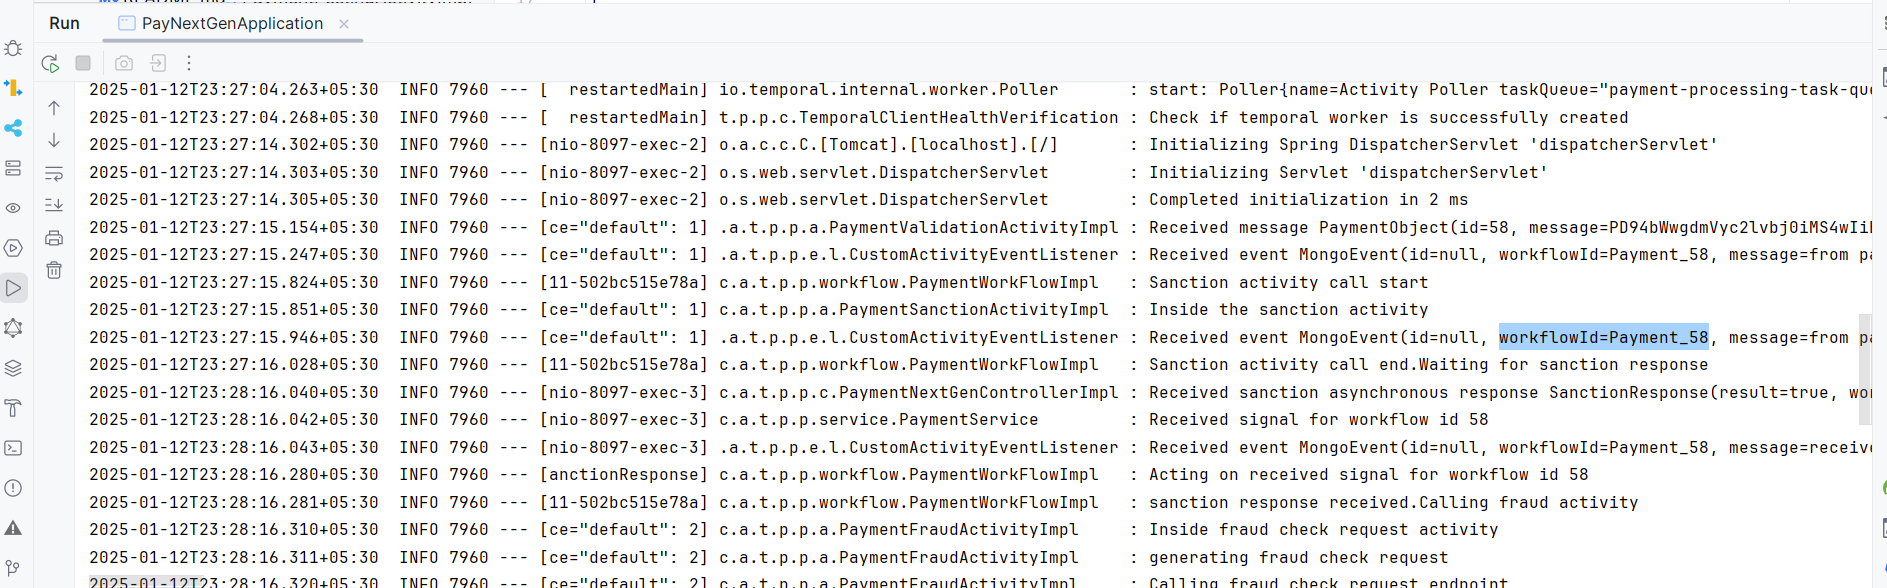 Run PayNextGenApplication
2025-01-12T23:27:04.263+05:30  INFO 7960 --- [  restartedMain] io.temporal.internal.worker.Poller       : start: Poller{name=Activity Poller taskQueue="payment-processing-task-que
2025-01-12T23:27:04.268+05:30  INFO 7960 --- [  restartedMain] t.p.p.c.TemporalClientHealthVerification : Check if temporal worker is successfully created
2025-01-12T23:27:14.302+05:30  INFO 7960 --- [nio-8097-exec-2] o.a.c.c.C.[Tomcat].[localhost].[/]       : Initializing Spring DispatcherServlet 'dispatcherServlet'
2025-01-12T23:27:14.303+05:30  INFO 7960 --- [nio-8097-exec-2] o.s.web.servlet.DispatcherServlet        : Initializing Servlet 'dispatcherServlet'
2025-01-12T23:27:14.305+05:30  INFO 7960 --- [nio-8097-exec-2] o.s.web.servlet.DispatcherServlet        : Completed initialization in 2 ms
2025-01-12T23:27:15.154+05:30  INFO 7960 --- [ce="default": 1] .a.t.p.p.a.PaymentValidationActivityImpl : Received message PaymentObject(id=58, message=PD94bWwgdmVyc2lvbj0iMS4wIi
2025-01-12T23:27:15.247+05:30  INFO 7960 --- [ce="default": 1] .a.t.p.p.e.l.CustomActivityEventListener : Received event MongoEvent(id=null, workflowId=Payment_58, message=from pa
2025-01-12T23:27:15.824+05:30  INFO 7960 --- [11-502bc515e78a] c.a.t.p.p.workflow.PaymentWorkFlowImpl   : Sanction activity call start
2025-01-12T23:27:15.851+05:30  INFO 7960 --- [ce="default": 1] c.a.t.p.p.a.PaymentSanctionActivityImpl  : Inside the sanction activity
2025-01-12T23:27:15.946+05:30  INFO 7960 --- [ce="default": 1] .a.t.p.p.e.l.CustomActivityEventListener : Received event MongoEvent(id=null, workflowId=Payment_58, message=from pa
2025-01-12T23:27:16.028+05:30  INFO 7960 --- [11-502bc515e78a] c.a.t.p.p.workflow.PaymentWorkFlowImpl   : Sanction activity call end.Waiting for sanction response
2025-01-12T23:28:16.040+05:30  INFO 7960 --- [nio-8097-exec-3] c.a.t.p.p.c.PaymentNextGenControllerImpl : Received sanction asynchronous response SanctionResponse(result=true, wor
2025-01-12T23:28:16.042+05:30  INFO 7960 --- [nio-8097-exec-3] c.a.t.p.p.service.PaymentService         : Received signal for workflow id 58
2025-01-12T23:28:16.043+05:30  INFO 7960 --- [nio-8097-exec-3] .a.t.p.p.e.l.CustomActivityEventListener : Received event MongoEvent(id=null, workflowId=Payment_58, message=receive
2025-01-12T23:28:16.280+05:30  INFO 7960 --- [anctionResponse] c.a.t.p.p.workflow.PaymentWorkFlowImpl   : Acting on received signal for workflow id 58
2025-01-12T23:28:16.281+05:30  INFO 7960 --- [11-502bc515e78a] c.a.t.p.p.workflow.PaymentWorkFlowImpl   : sanction response received.Calling fraud activity
2025-01-12T23:28:16.310+05:30  INFO 7960 --- [ce="default": 2] c.a.t.p.p.a.PaymentFraudActivityImpl     : Inside fraud check request activity
2025-01-12T23:28:16.311+05:30  INFO 7960 --- [ce="default": 2] c.a.t.p.p.a.PaymentFraudActivityImpl     : generating fraud check request
2025-01-12T23:28:16.320+05:30  INFO 7960 --- [ce="default": 2] c.a.t.p.p.a.PaymentFraudActivityImpl     : Calling fraud check request endpoint